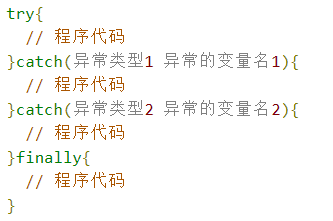 try{
  // 程序代码
}catch(异常类型1 异常的变量名1){
  // 程序代码
}catch(异常类型2 异常的变量名2){
  // 程序代码
}finally{
  // 程序代码
}